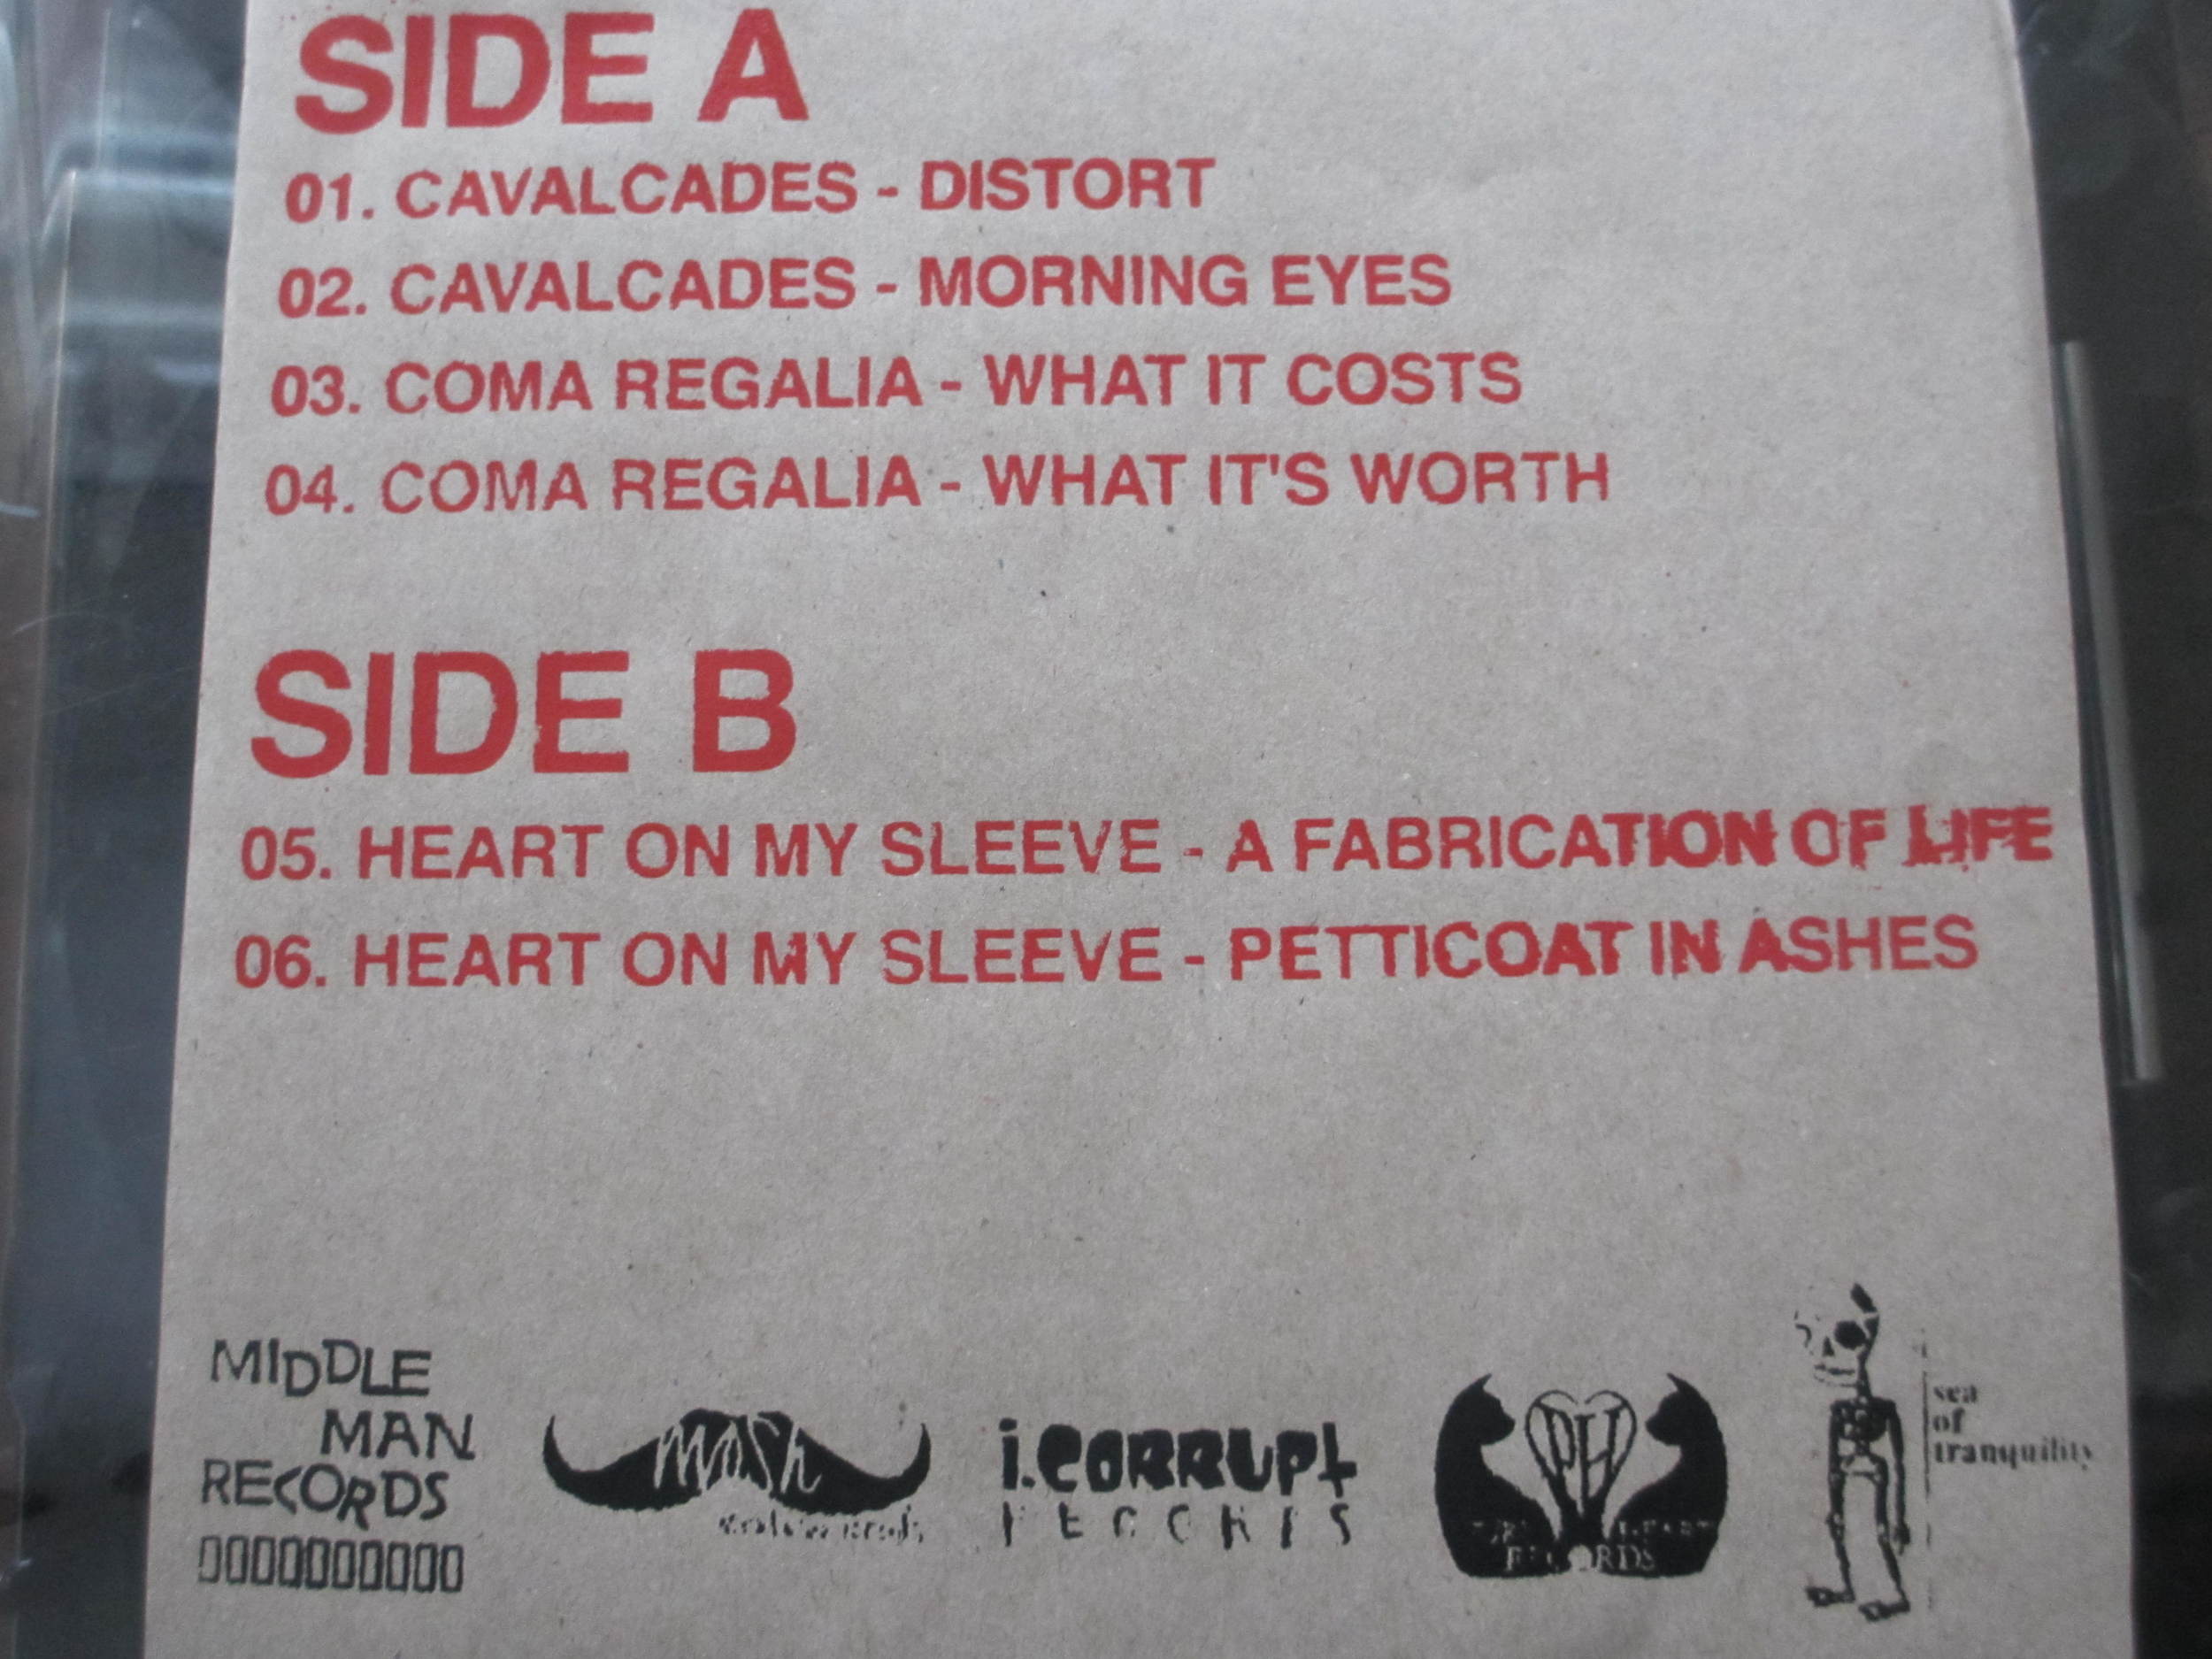 SIDE A
01. CAVALCADES - DISTORT
02. CAVALCADES - MORNING EYES
03. COMA REGALIA - WHAT IT COSTS
04. COMA REGALIA - WHAT IT'S WORTH
SIDE B
05. HEART ON MY SLEEVE - A FABRICATION OF LIFE
06. HEART ON MY SLEEVE - PETTICOAT IN ASHES
MIDDLE
MAN
RECORDS
i.CORRUPt
RECORDS
PH
RECORDS
sea
of
tranquility